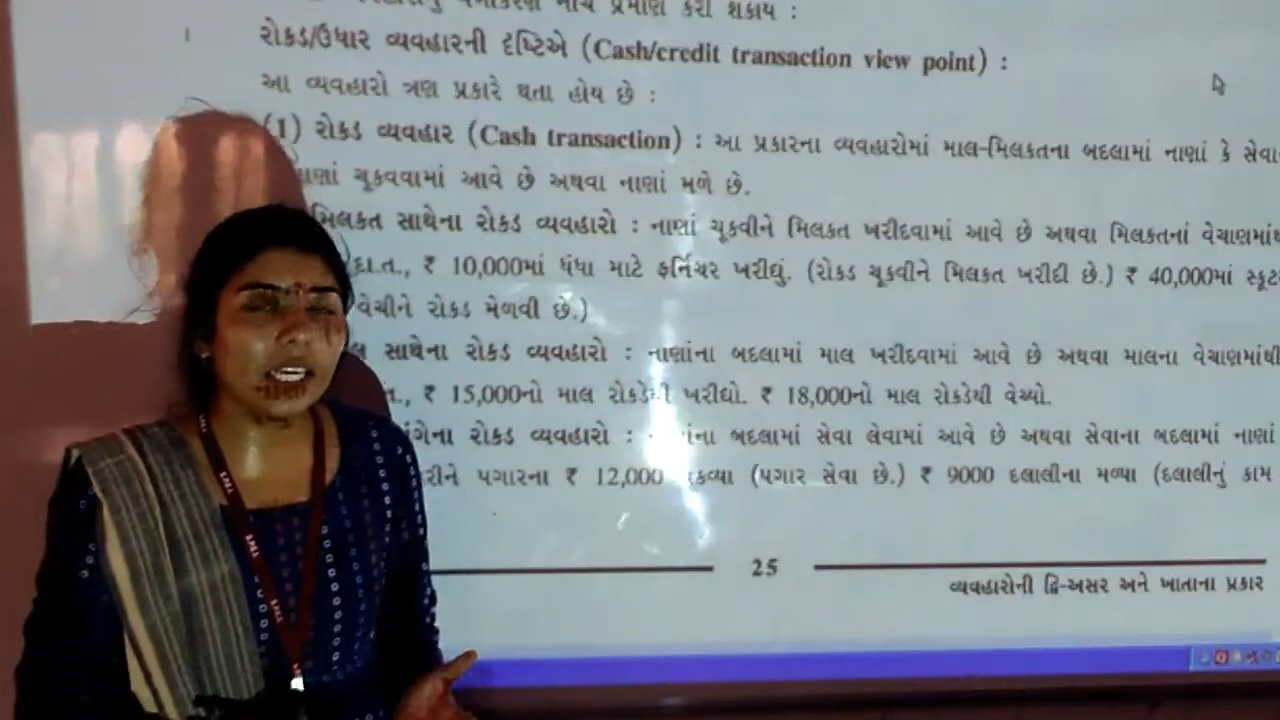 પ્રમાણે કરી શકાય :
રોકડ/ઉધાર વ્યવહારની દૃષ્ટિએ (Cash/credit transaction view point) :
આ વ્યવહારો ત્રણ પ્રકારે થતા હોય છે :
(1) રોકડ વ્યવહાર (Cash transaction) : આ પ્રકારના વ્યવહારોમાં માલ-મિલકતના બદલામાં નાણાં કે
ચૂકવવામાં આવે છે અથવા નાણાં મળે છે.
મિલકત સાથેના રોકડ વ્યવહારો : નાણાં ચૂકવીને મિલકત ખરીદવામાં આવે છે અથવા મિલકતનાં
દા.ત., ₹ 10,000માં ધંધા માટે ફર્નિચર ખરીદ્યું. (રોકડ ચૂકવીને મિલકત ખરીદી છે.) ₹ 40,000માં
વેચીને રોકડ મેળવી છે.)
સાથેના રોકડ વ્યવહારો : નાણાંના બદલામાં માલ ખરીદવામાં આવે છે અથવા માલના
₹ 15,000નો માલ રોકડેથી ખરીદ્યો. ₹ 18,000નો માલ રોકડેથી વેચ્યો.
રોકડ વ્યવહારો : બદલામાં સેવા લેવામાં આવે છે અથવા સેવાના બદલામાં નાણાં
પગારના ₹ 12,000 (પગાર સેવા છે.) ₹ 9000 દલાલીના મળ્યા (દલાલીનું કામ
25
વ્યવહારોની દ્વિ-અસર અને ખાતાના પ્રકાર